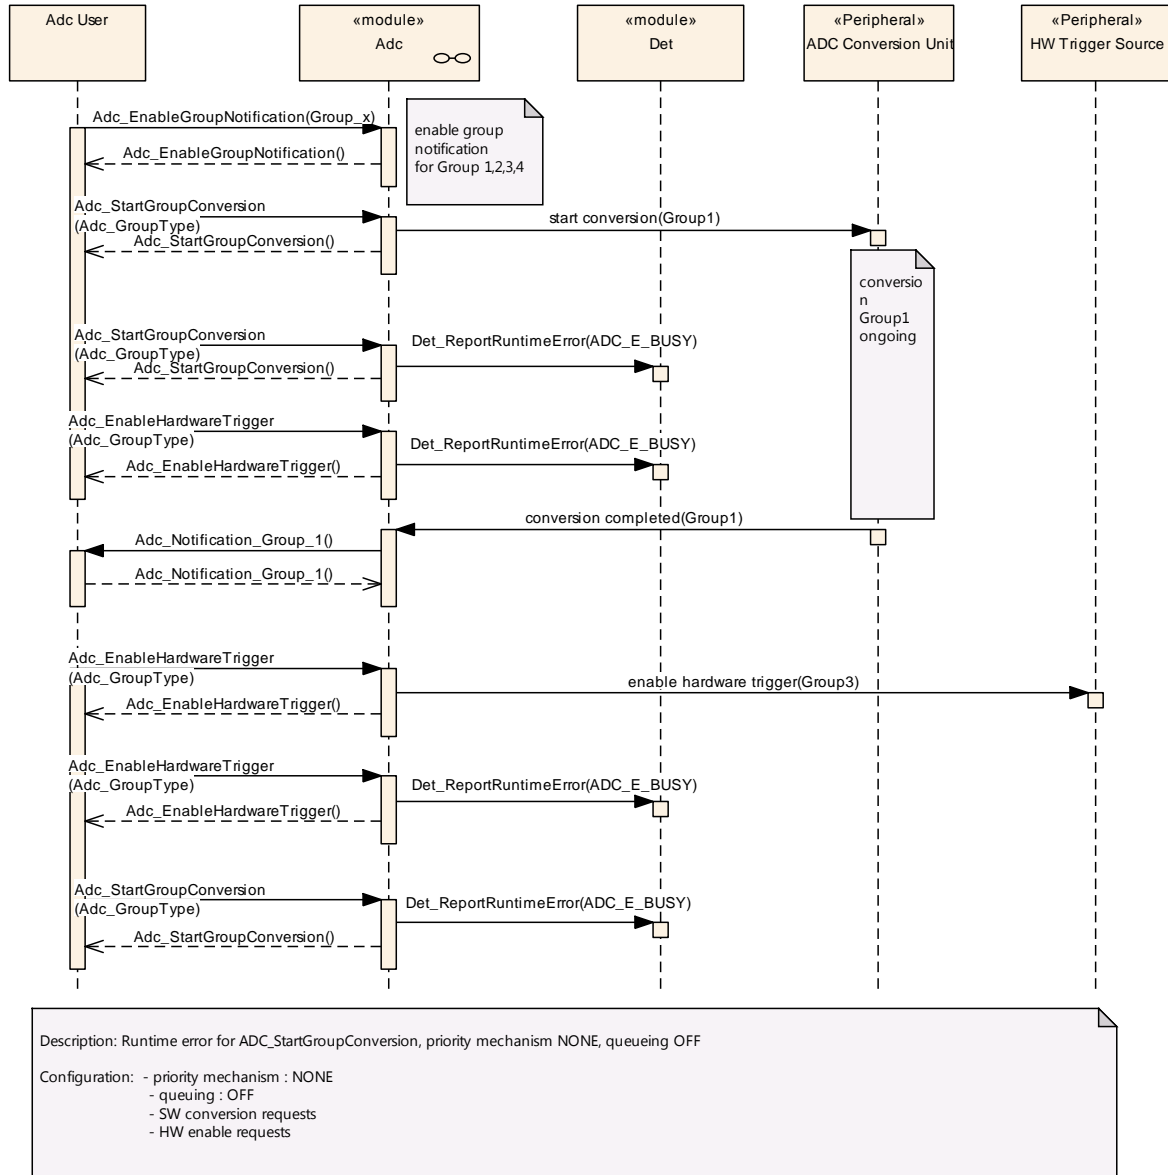 Adc User
«module»
Adc
«module»
Det
«Peripheral»
ADC Conversion Unit
«Peripheral»
HW Trigger Source
Adc_EnableGroupNotification(Group_x)
enable group
notification
for Group 1,2,3,4
Adc_EnableGroupNotification()
Adc_StartGroupConversion
(Adc_GroupType)
start conversion(Group1)
Adc_StartGroupConversion()
conversio
n
Group1
ongoing
Adc_StartGroupConversion
(Adc_GroupType)
Det_ReportRuntimeError(ADC_E_BUSY)
Adc_StartGroupConversion()
Adc_EnableHardwareTrigger
(Adc_GroupType)
Det_ReportRuntimeError(ADC_E_BUSY)
Adc_EnableHardwareTrigger()
conversion completed(Group1)
Adc_Notification_Group_1()
Adc_Notification_Group_1()
Adc_EnableHardwareTrigger
(Adc_GroupType)
enable hardware trigger(Group3)
Adc_EnableHardwareTrigger()
Adc_EnableHardwareTrigger
(Adc_GroupType)
Det_ReportRuntimeError(ADC_E_BUSY)
Adc_EnableHardwareTrigger()
Adc_StartGroupConversion
(Adc_GroupType)
Det_ReportRuntimeError(ADC_E_BUSY)
Adc_StartGroupConversion()
Description: Runtime error for ADC_StartGroupConversion, priority mechanism NONE, queueing OFF
Configuration: - priority mechanism : NONE
- queuing : OFF
- SW conversion requests
- HW enable requests